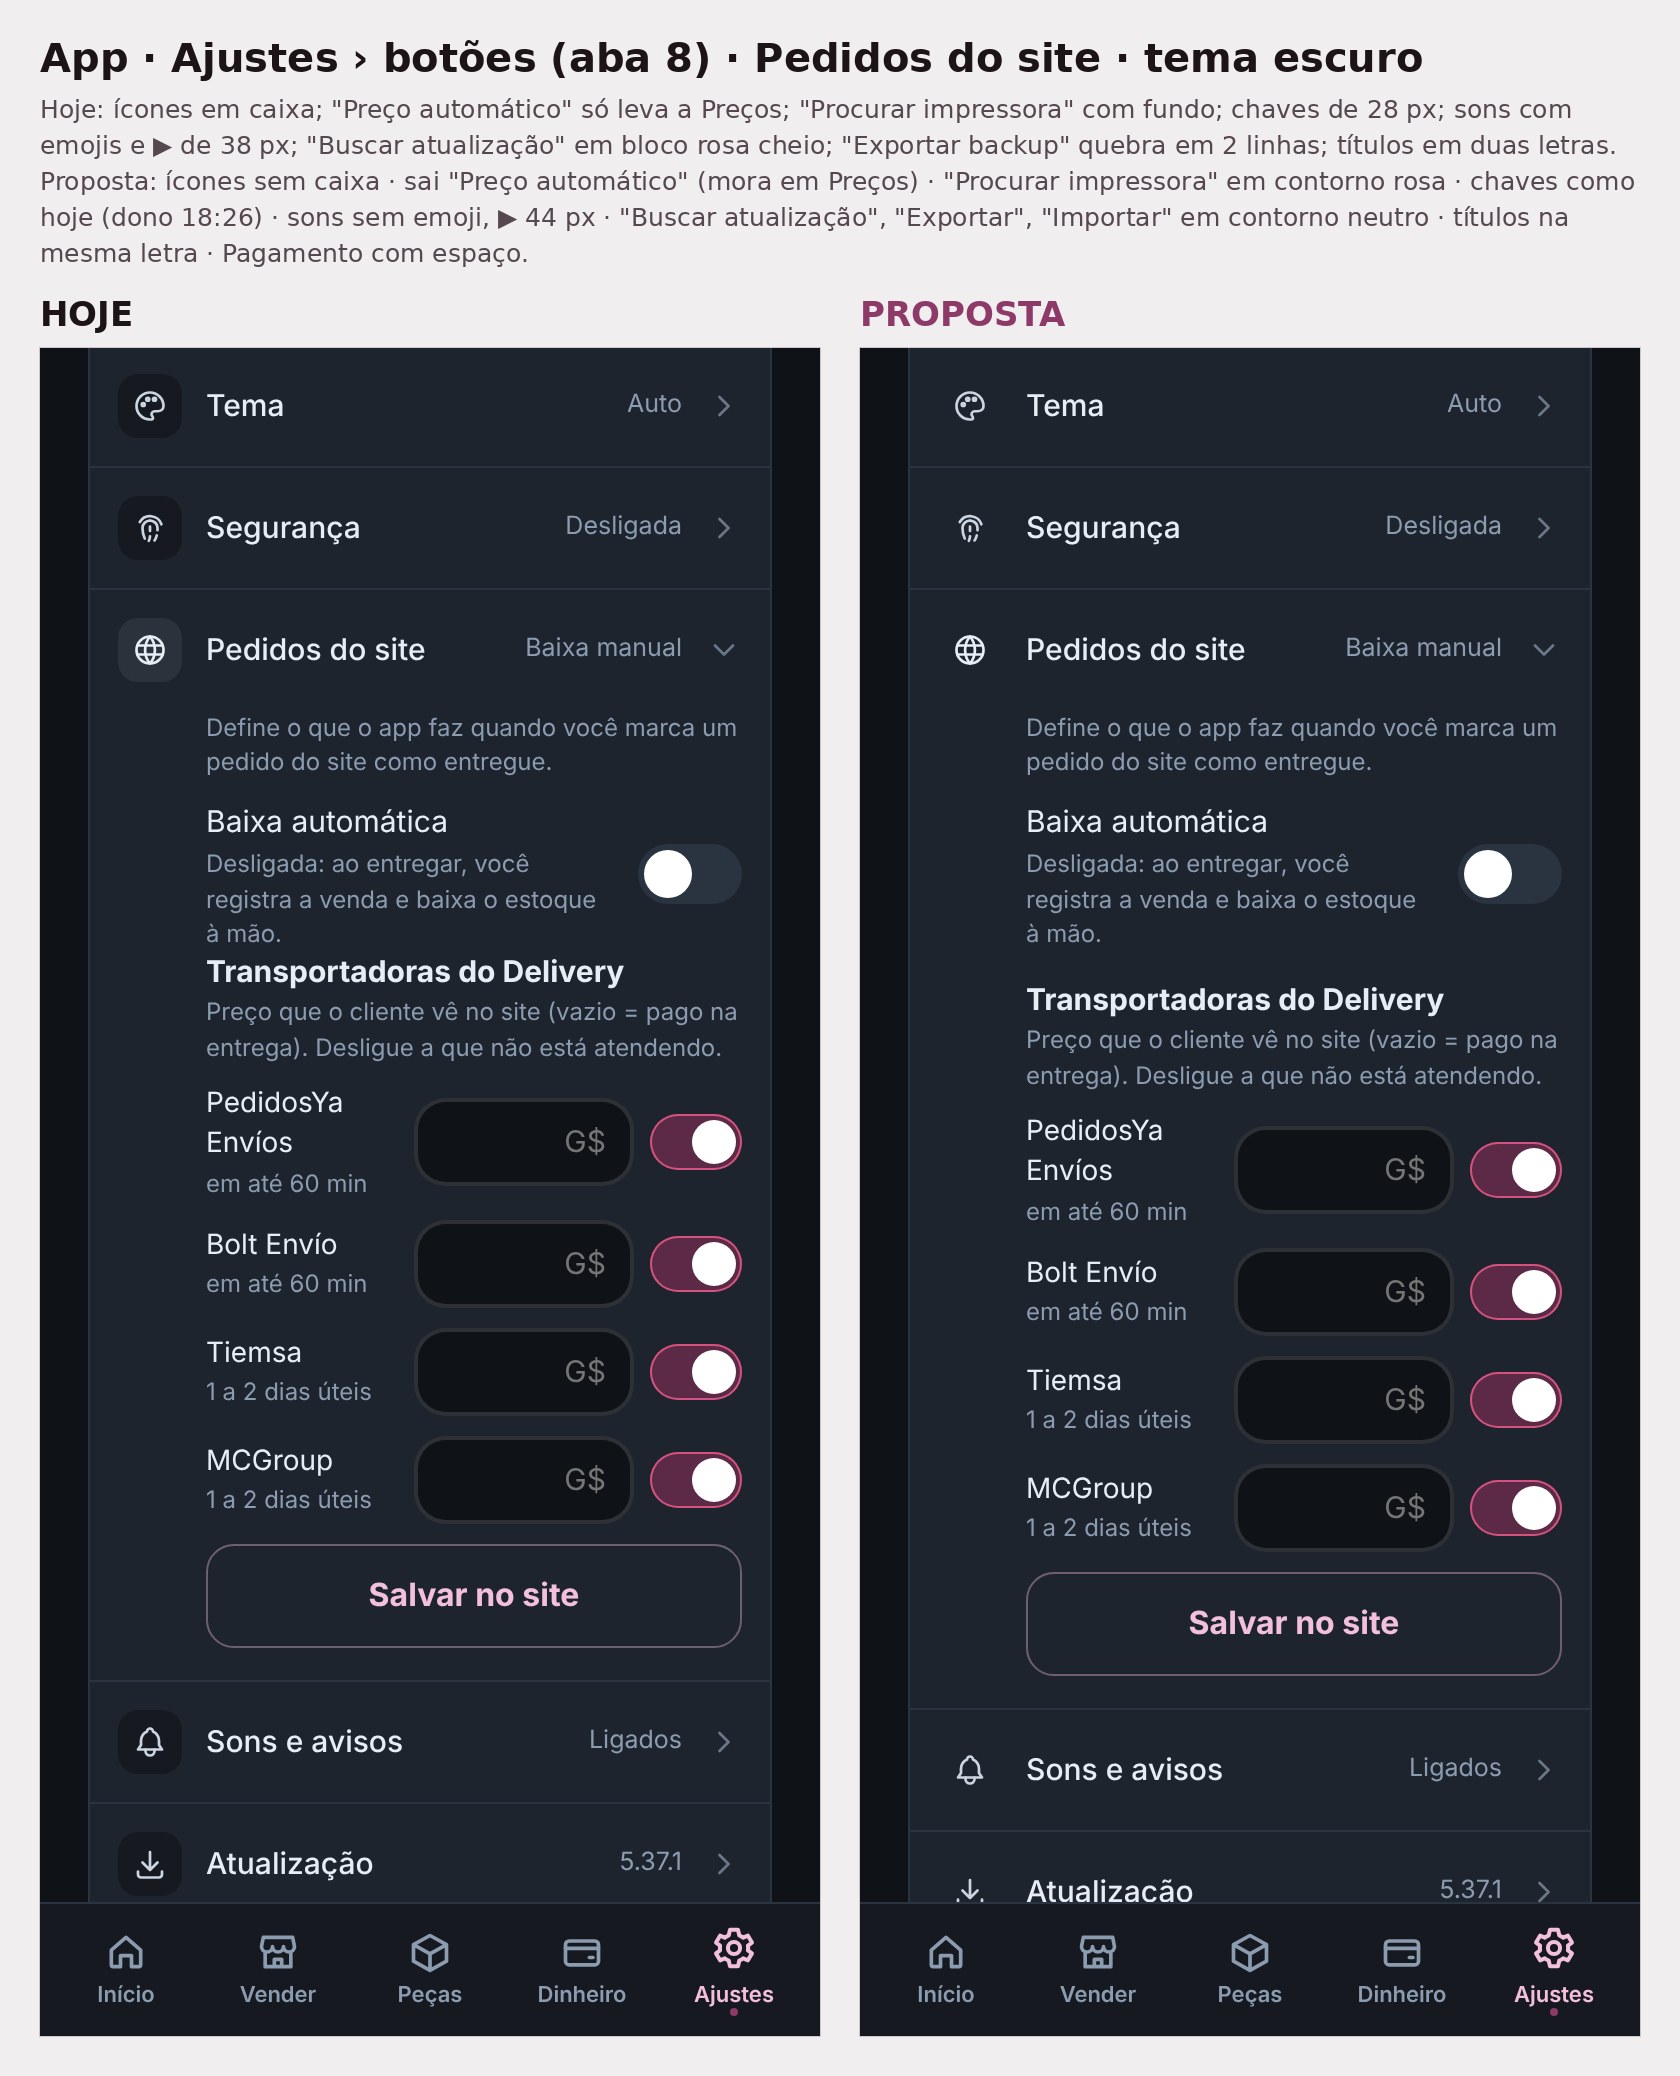 App · Ajustes › botões (aba 8) · Pedidos do site · tema escuro
Hoje: ícones em caixa; "Preço automático" só leva a Preços; "Procurar impressora" com fundo; chaves de 28 px; sons com
emojis e ▶ de 38 px; "Buscar atualização" em bloco rosa cheio; "Exportar backup" quebra em 2 linhas; títulos em duas letras.
Proposta: ícones sem caixa · sai "Preço automático" (mora em Preços) · "Procurar impressora" em contorno rosa · chaves como
hoje (dono 18:26) · sons sem emoji, ▶ 44 px · "Buscar atualização", "Exportar", "Importar" em contorno neutro · títulos na
mesma letra · Pagamento com espaço.
HOJE
Tema Auto
Segurança Desligada
Pedidos do site Baixa manual
Define o que o app faz quando você marca um
pedido do site como entregue.
Baixa automática
Desligada: ao entregar, você
registra a venda e baixa o estoque
à mão.
Transportadoras do Delivery
Preço que o cliente vê no site (vazio = pago na
entrega). Desligue a que não está atendendo.
PedidosYa
Envíos
em até 60 min
G$
Bolt Envío
em até 60 min
G$
Tiemsa
1 a 2 dias úteis
G$
MCGroup
1 a 2 dias úteis
G$
Salvar no site
Sons e avisos Ligados
Atualização 5.37.1
Início Vender Peças Dinheiro Ajustes
PROPOSTA
Tema Auto
Segurança Desligada
Pedidos do site Baixa manual
Define o que o app faz quando você marca um
pedido do site como entregue.
Baixa automática
Desligada: ao entregar, você
registra a venda e baixa o estoque
à mão.
Transportadoras do Delivery
Preço que o cliente vê no site (vazio = pago na
entrega). Desligue a que não está atendendo.
PedidosYa
Envíos
em até 60 min
G$
Bolt Envío
em até 60 min
G$
Tiemsa
1 a 2 dias úteis
G$
MCGroup
1 a 2 dias úteis
G$
Salvar no site
Sons e avisos Ligados
Atualização 5.37.1
Início Vender Peças Dinheiro Ajustes